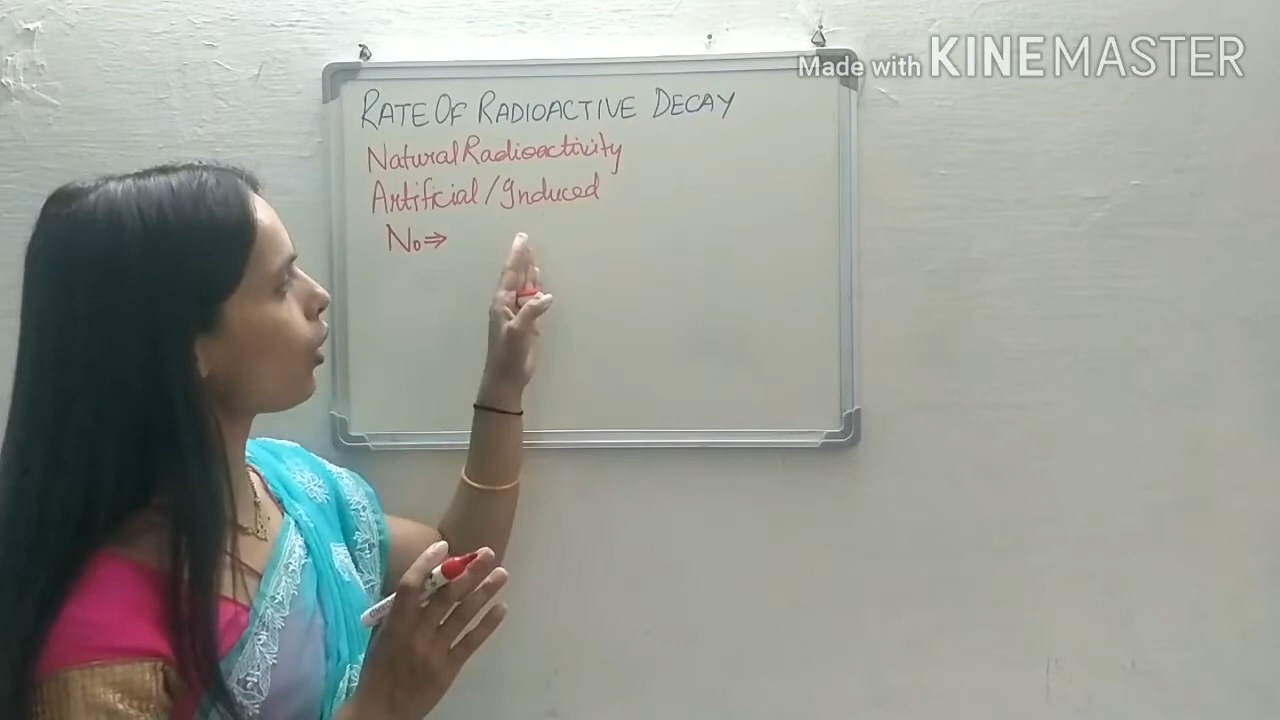 Made with KINEMASTER
RATE OF RADIOACTIVE DECAY
Natural Radioactivity
Artificial / Induced
No ⇒